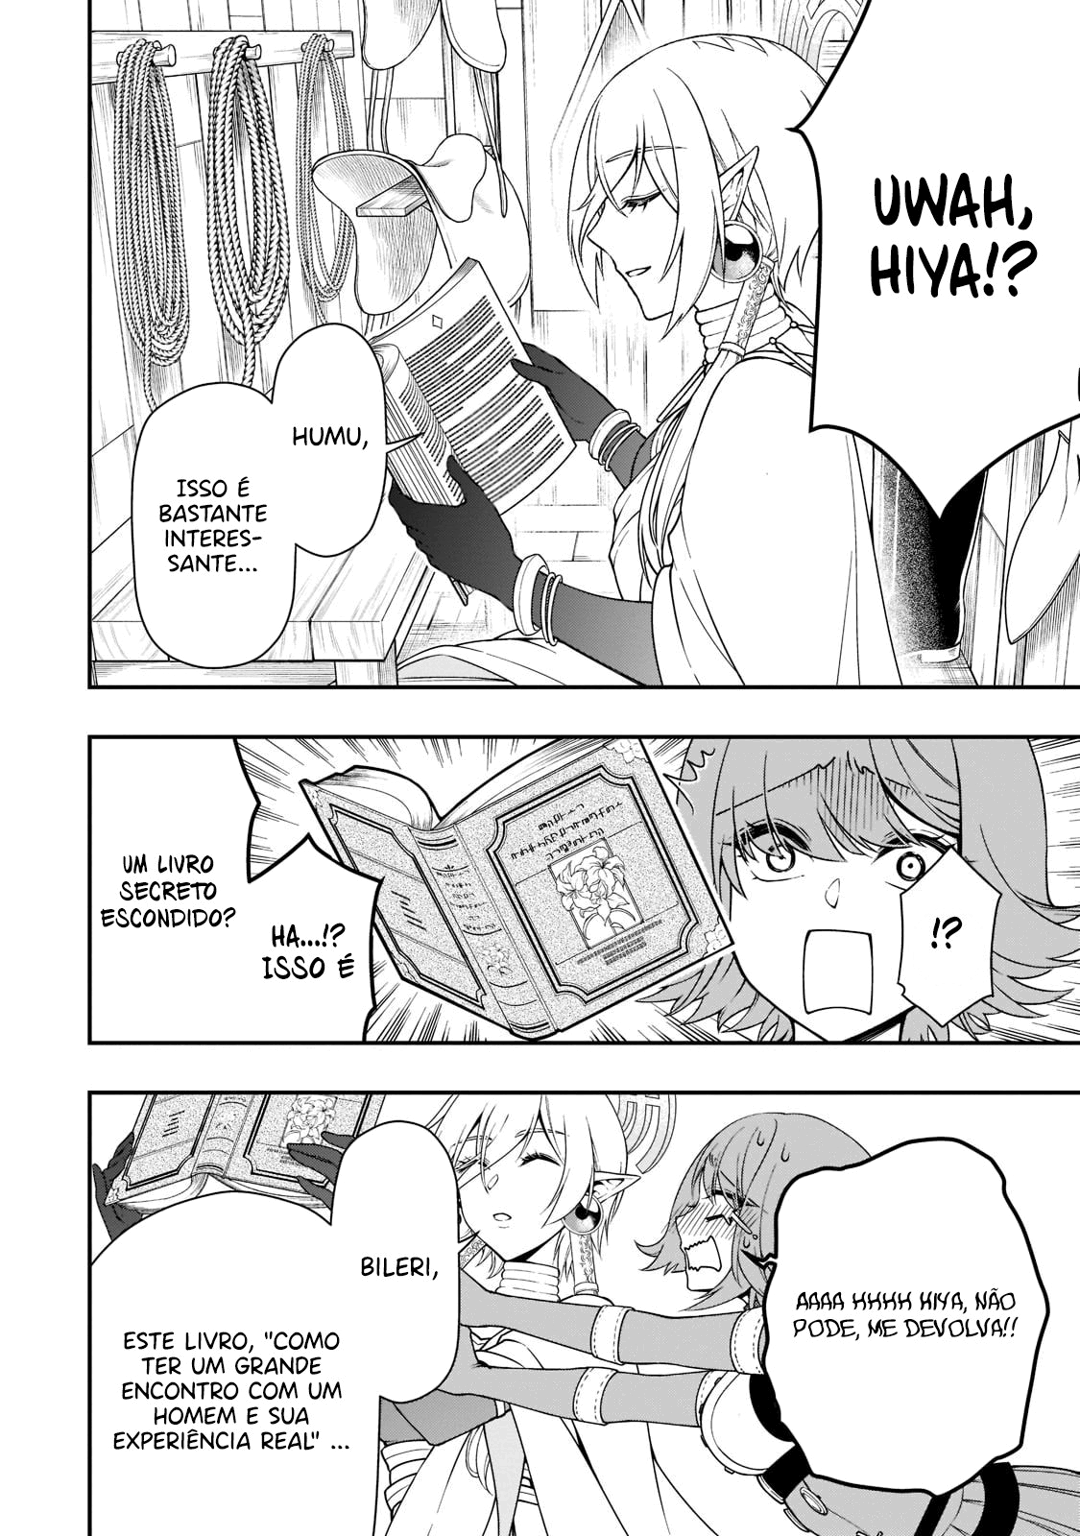 UWAH,
HIYA!?
HUMU,
ISSO É
BASTANTE
INTERES-
SANTE...
!?
HA...!?
ISSO É
UM LIVRO
SECRETO
ESCONDIDO?
AAAA HHHH HIYA, NÃO
PODE, ME DEVOLVA!!
BILERI,
ESTE LIVRO, "COMO
TER UM GRANDE
ENCONTRO COM UM
HOMEM E SUA
EXPERIÊNCIA REAL" ...